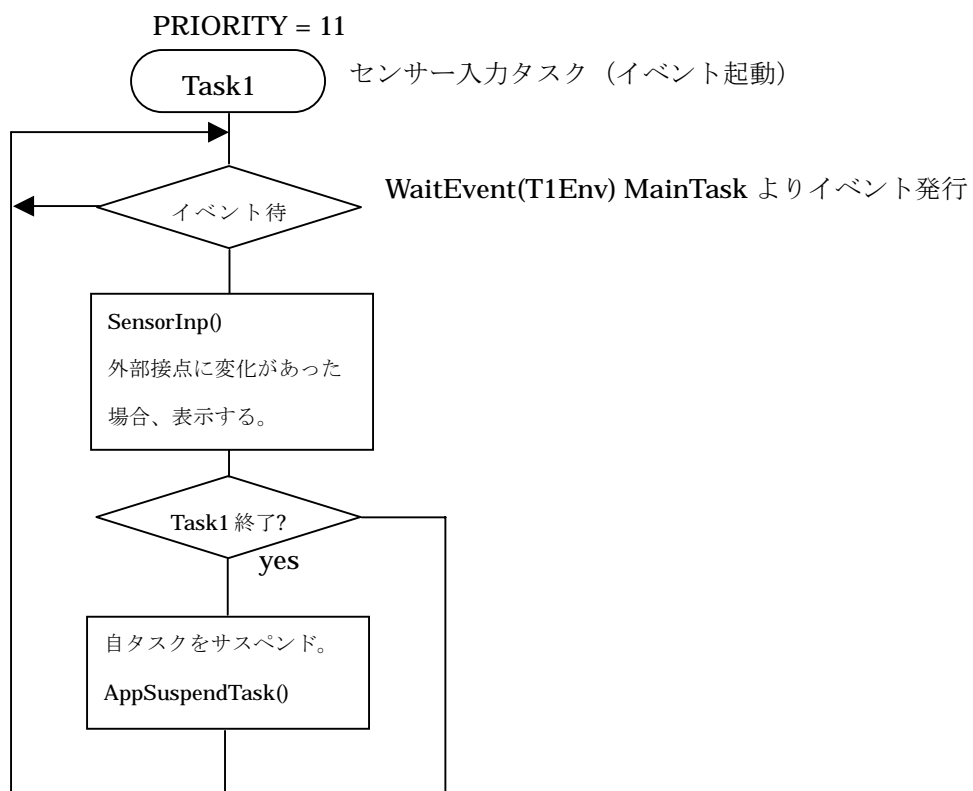 PRIORITY = 11
Task1
センサー入力タスク（イベント起動）
イベント待
WaitEvent(T1Env) MainTask よりイベント発行
SensorInp()
外部接点に変化があった
場合、表示する。
Task1 終了?
yes
自タスクをサスペンド。
AppSuspendTask()